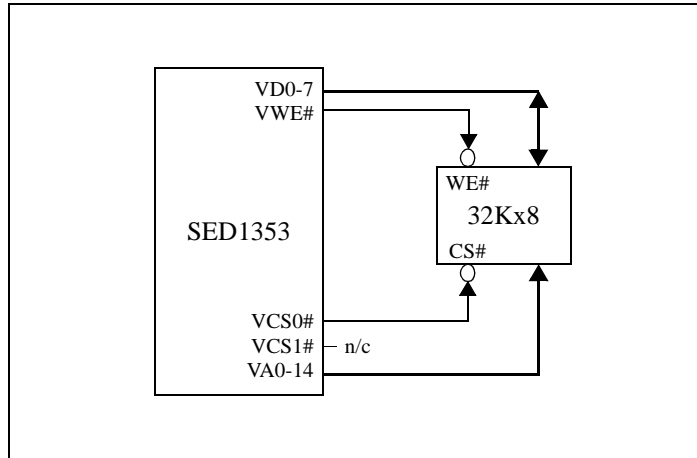 VD0-7
VWE#
WE#
32Kx8
SED1353
CS#
VCS0#
VCS1#
n/c
VA0-14